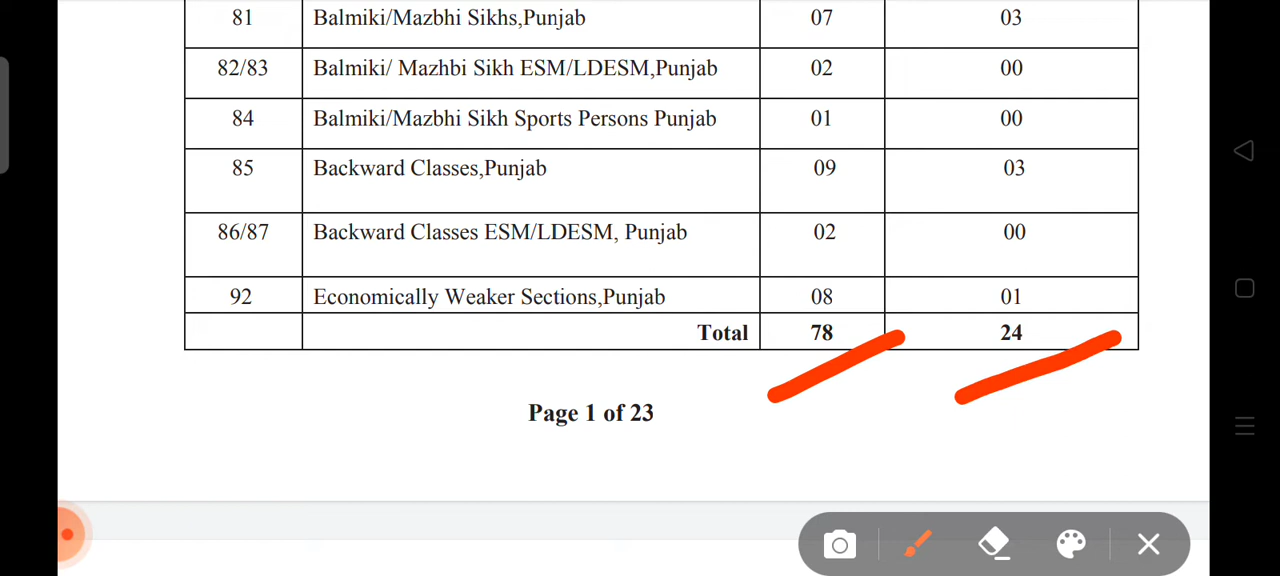 81 Balmiki/Mazbhi Sikhs,Punjab 07 03
82/83 Balmiki/ Mazhbi Sikh ESM/LDESM,Punjab 02 00
84 Balmiki/Mazbhi Sikh Sports Persons Punjab 01 00
85 Backward Classes,Punjab 09 03
86/87 Backward Classes ESM/LDESM, Punjab 02 00
92 Economically Weaker Sections,Punjab 08 01
Total 78 24
Page 1 of 23